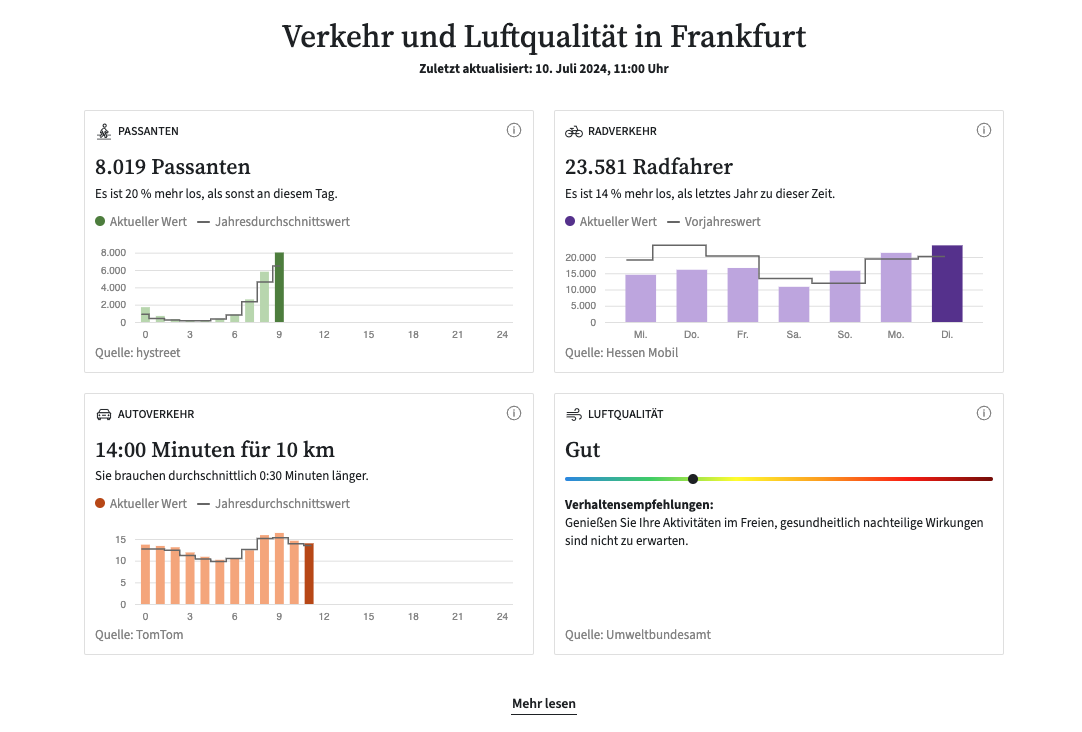 Verkehr und Luftqualität in Frankfurt
Zuletzt aktualisiert: 10. Juli 2024, 11:00 Uhr
PASSANTEN
8.019 Passanten
Es ist 20 % mehr los, als sonst an diesem Tag.
Aktueller Wert — Jahresdurchschnittswert
8.000
6.000
4.000
2.000
0
0 3 6 9 12 15 18 21 24
Quelle: hystreet
RADVERKEHR
23.581 Radfahrer
Es ist 14 % mehr los, als letztes Jahr zu dieser Zeit.
Aktueller Wert — Vorjahreswert
20.000
15.000
10.000
5.000
0
Mi. Do. Fr. Sa. So. Mo. Di.
Quelle: Hessen Mobil
AUTOVERKEHR
14:00 Minuten für 10 km
Sie brauchen durchschnittlich 0:30 Minuten länger.
Aktueller Wert — Jahresdurchschnittswert
15
10
5
0
0 3 6 9 12 15 18 21 24
Quelle: TomTom
LUFTQUALITÄT
Gut
Verhaltensempfehlungen:
Genießen Sie Ihre Aktivitäten im Freien, gesundheitlich nachteilige Wirkungen
sind nicht zu erwarten.
Quelle: Umweltbundesamt
Mehr lesen